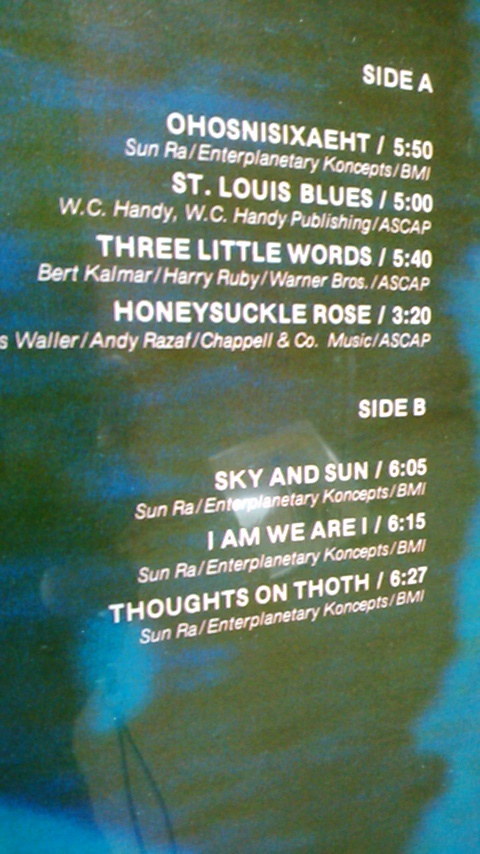 SIDE A
OHOSNISIXAEHT / 5:50
Sun Ra/Enterplanetary Koncepts/BMI
ST. LOUIS BLUES / 5:00
W.C. Handy, W.C. Handy Publishing/ASCAP
THREE LITTLE WORDS / 5:40
Bert Kalmar/Harry Ruby/Warner Bros./ASCAP
HONEYSUCKLE ROSE / 3:20
s Waller/Andy Razaf/Chappell & Co. Music/ASCAP
SIDE B
SKY AND SUN / 6:05
Sun Ra/Enterplanetary Koncepts/BMI
I AM WE ARE I / 6:15
Sun Ra/Enterplanetary Koncepts/BMI
THOUGHTS ON THOTH / 6:27
Sun Ra/Enterplanetary Koncepts/BMI